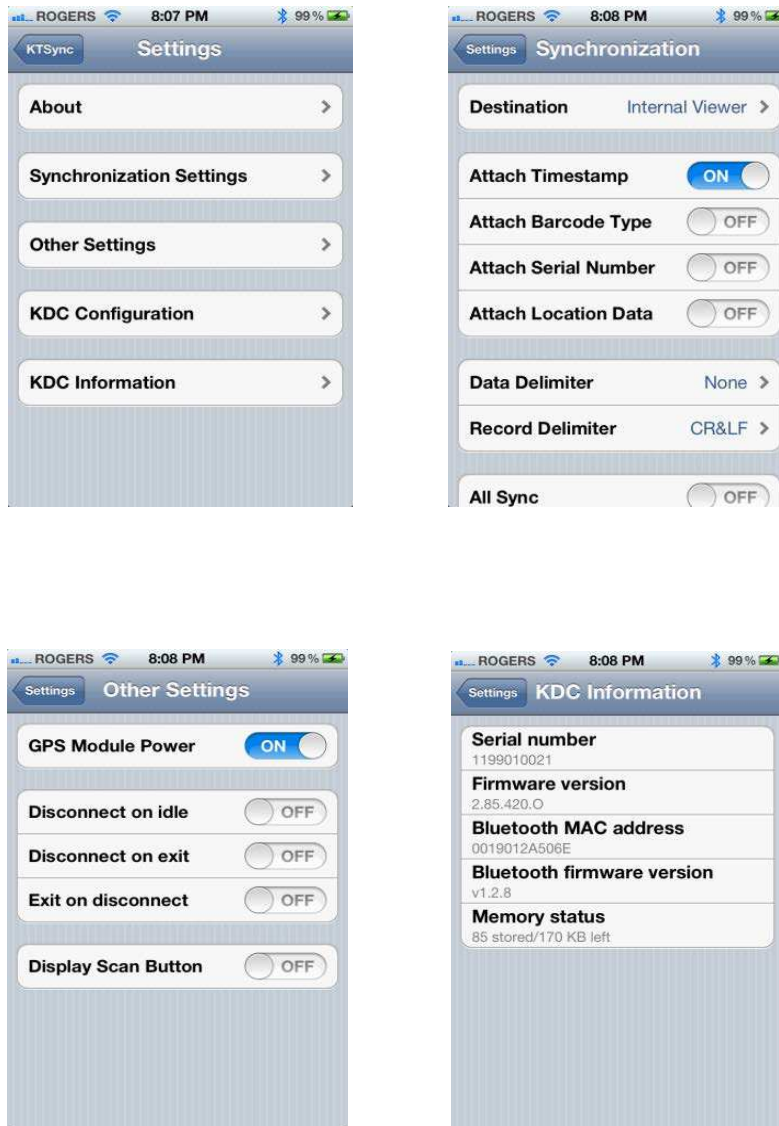 ROGERS 8:07 PM 99%
KTSync Settings
About
Synchronization Settings
Other Settings
KDC Configuration
KDC Information
ROGERS 8:08 PM 99%
Settings Synchronization
Destination Internal Viewer
Attach Timestamp ON
Attach Barcode Type OFF
Attach Serial Number OFF
Attach Location Data OFF
Data Delimiter None
Record Delimiter CR&LF
All Sync OFF
ROGERS 8:08 PM 99%
Settings Other Settings
GPS Module Power ON
Disconnect on idle OFF
Disconnect on exit OFF
Exit on disconnect OFF
Display Scan Button OFF
ROGERS 8:08 PM 99%
Settings KDC Information
Serial number
1199010021
Firmware version
2.85.420.O
Bluetooth MAC address
0019012A506E
Bluetooth firmware version
v1.2.8
Memory status
85 stored/170 KB left